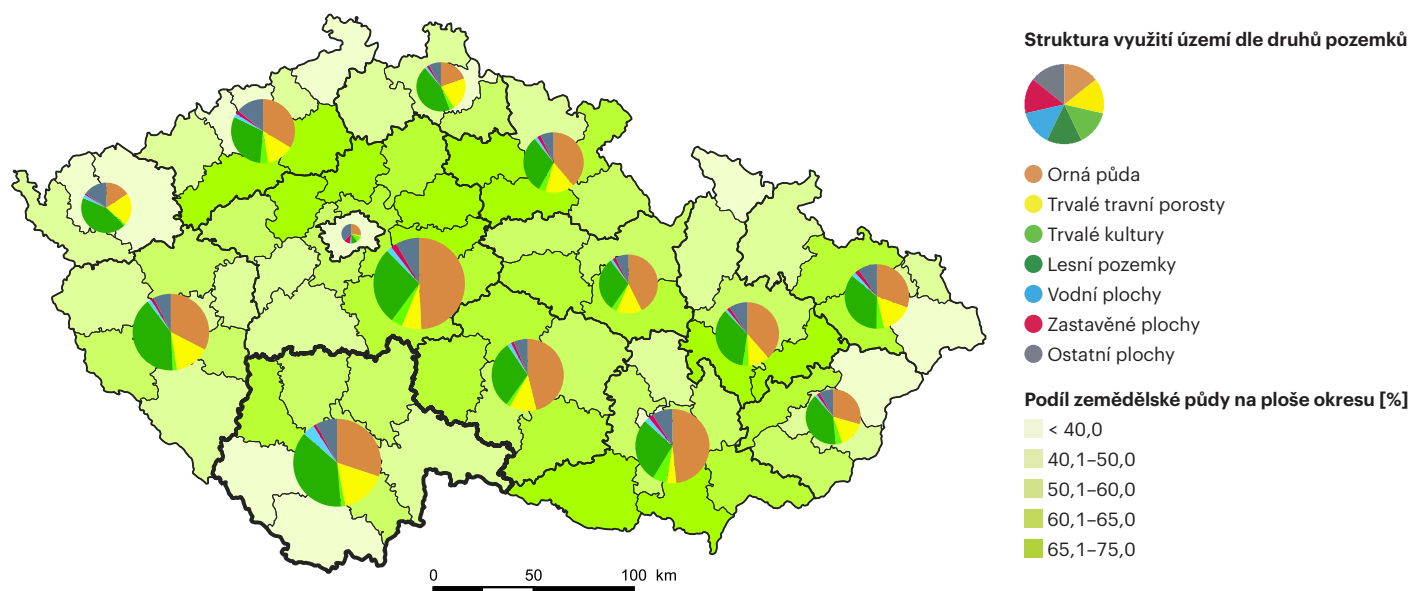 Struktura využití území dle druhů pozemků
Orná půda
Trvalé travní porosty
Trvalé kultury
Lesní pozemky
Vodní plochy
Zastavěné plochy
Ostatní plochy
Podíl zemědělské půdy na ploše okresu [%]
< 40,0
40,1–50,0
50,1–60,0
60,1–65,0
65,1–75,0
0 50 100 km